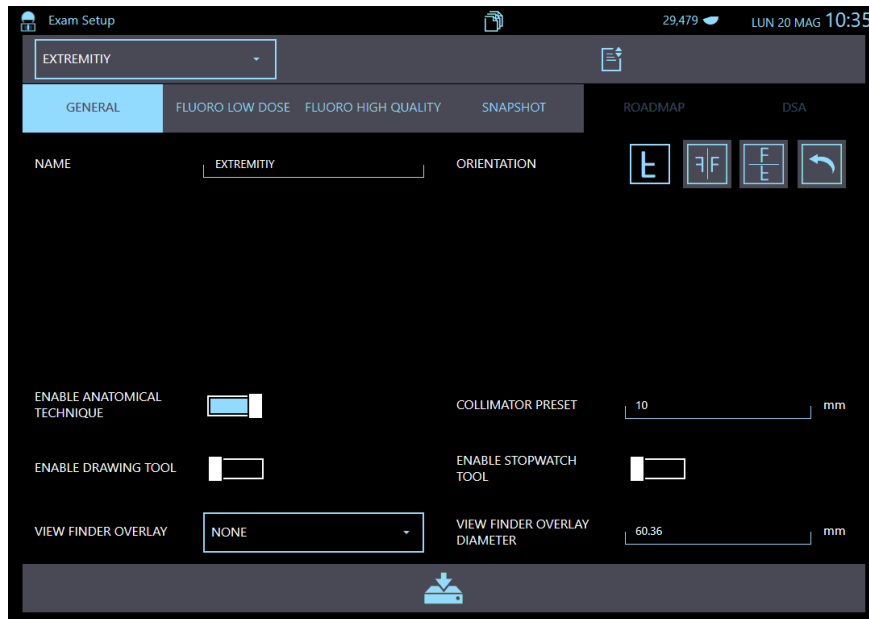 Exam Setup 29,479 LUN 20 MAG 10:35
EXTREMITIY
GENERAL FLUORO LOW DOSE FLUORO HIGH QUALITY SNAPSHOT ROADMAP DSA
NAME EXTREMITIY ORIENTATION
ENABLE ANATOMICAL
TECHNIQUE
COLLIMATOR PRESET 10 mm
ENABLE DRAWING TOOL
ENABLE STOPWATCH
TOOL
VIEW FINDER OVERLAY NONE
VIEW FINDER OVERLAY
DIAMETER
60.36 mm